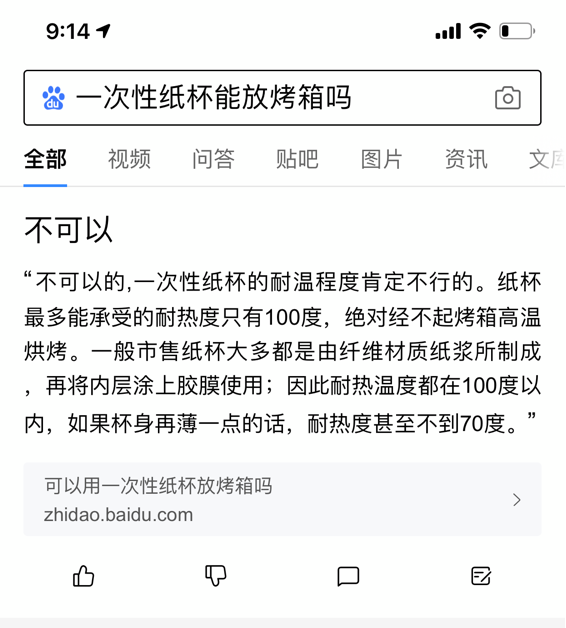 9:14
du 一次性纸杯能放烤箱吗
全部 视频 问答 贴吧 图片 资讯 文库
不可以
“不可以的,一次性纸杯的耐温程度肯定不行的。纸杯
最多能承受的耐热度只有100度，绝对经不起烤箱高温
烘烤。一般市售纸杯大多都是由纤维材质纸浆所制成
，再将内层涂上胶膜使用；因此耐热温度都在100度以
内，如果杯身再薄一点的话，耐热度甚至不到70度。”
可以用一次性纸杯放烤箱吗
zhidao.baidu.com